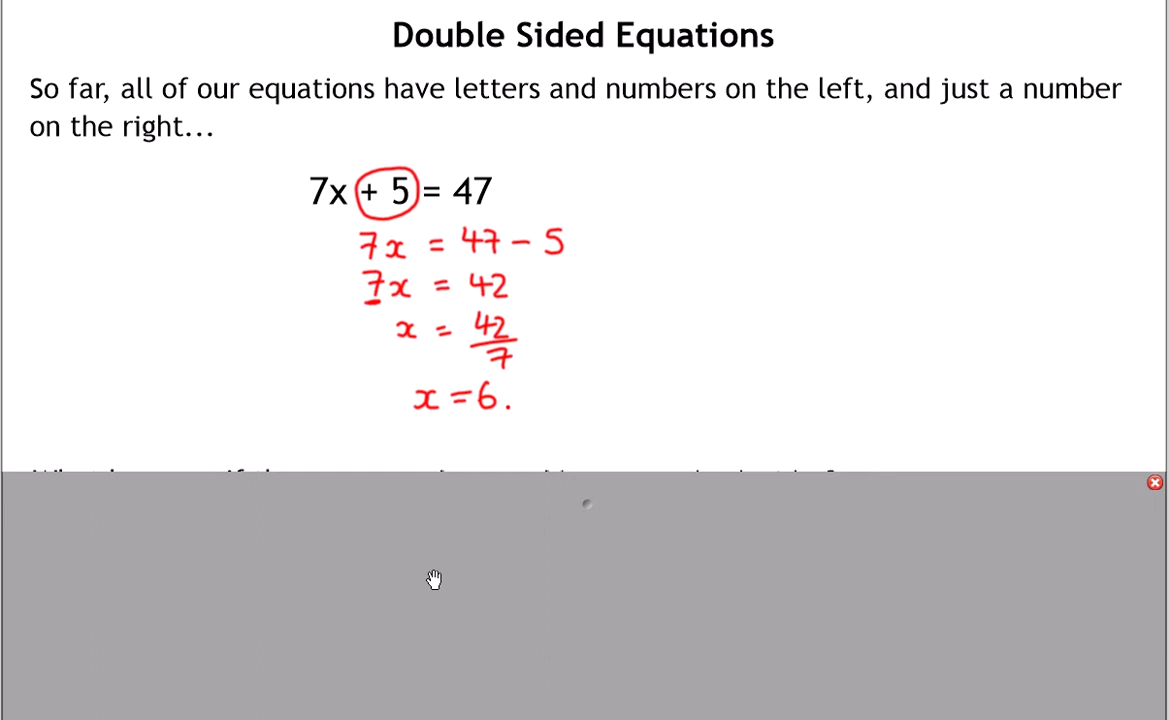 Double Sided Equations
So far, all of our equations have letters and numbers on the left, and just a number
on the right...
7x + 5 = 47
7x = 47 - 5
7x = 42
x = 42/7
x = 6.